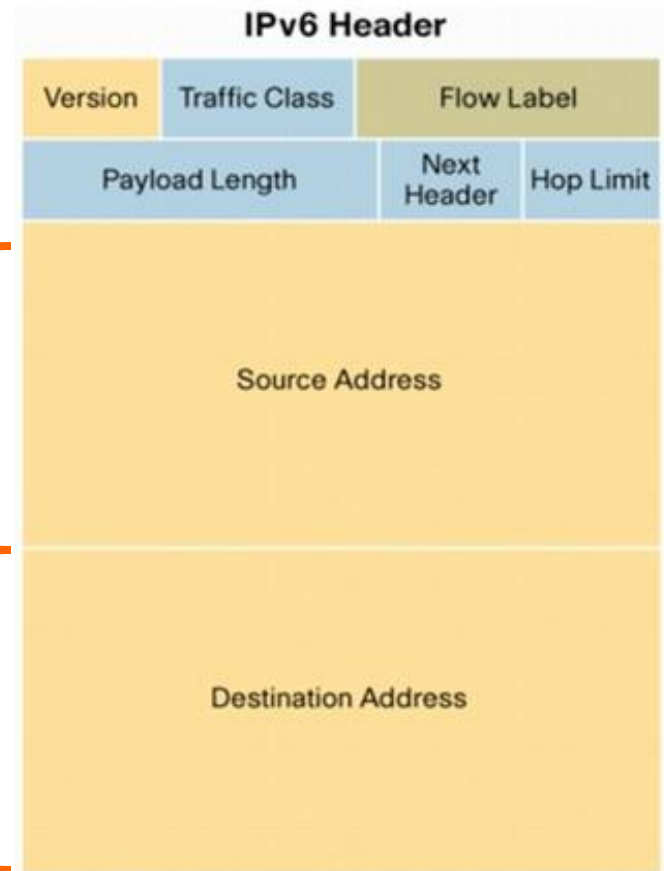 IPv6 Header
Version Traffic Class Flow Label
Payload Length Next Header Hop Limit
Source Address
Destination Address